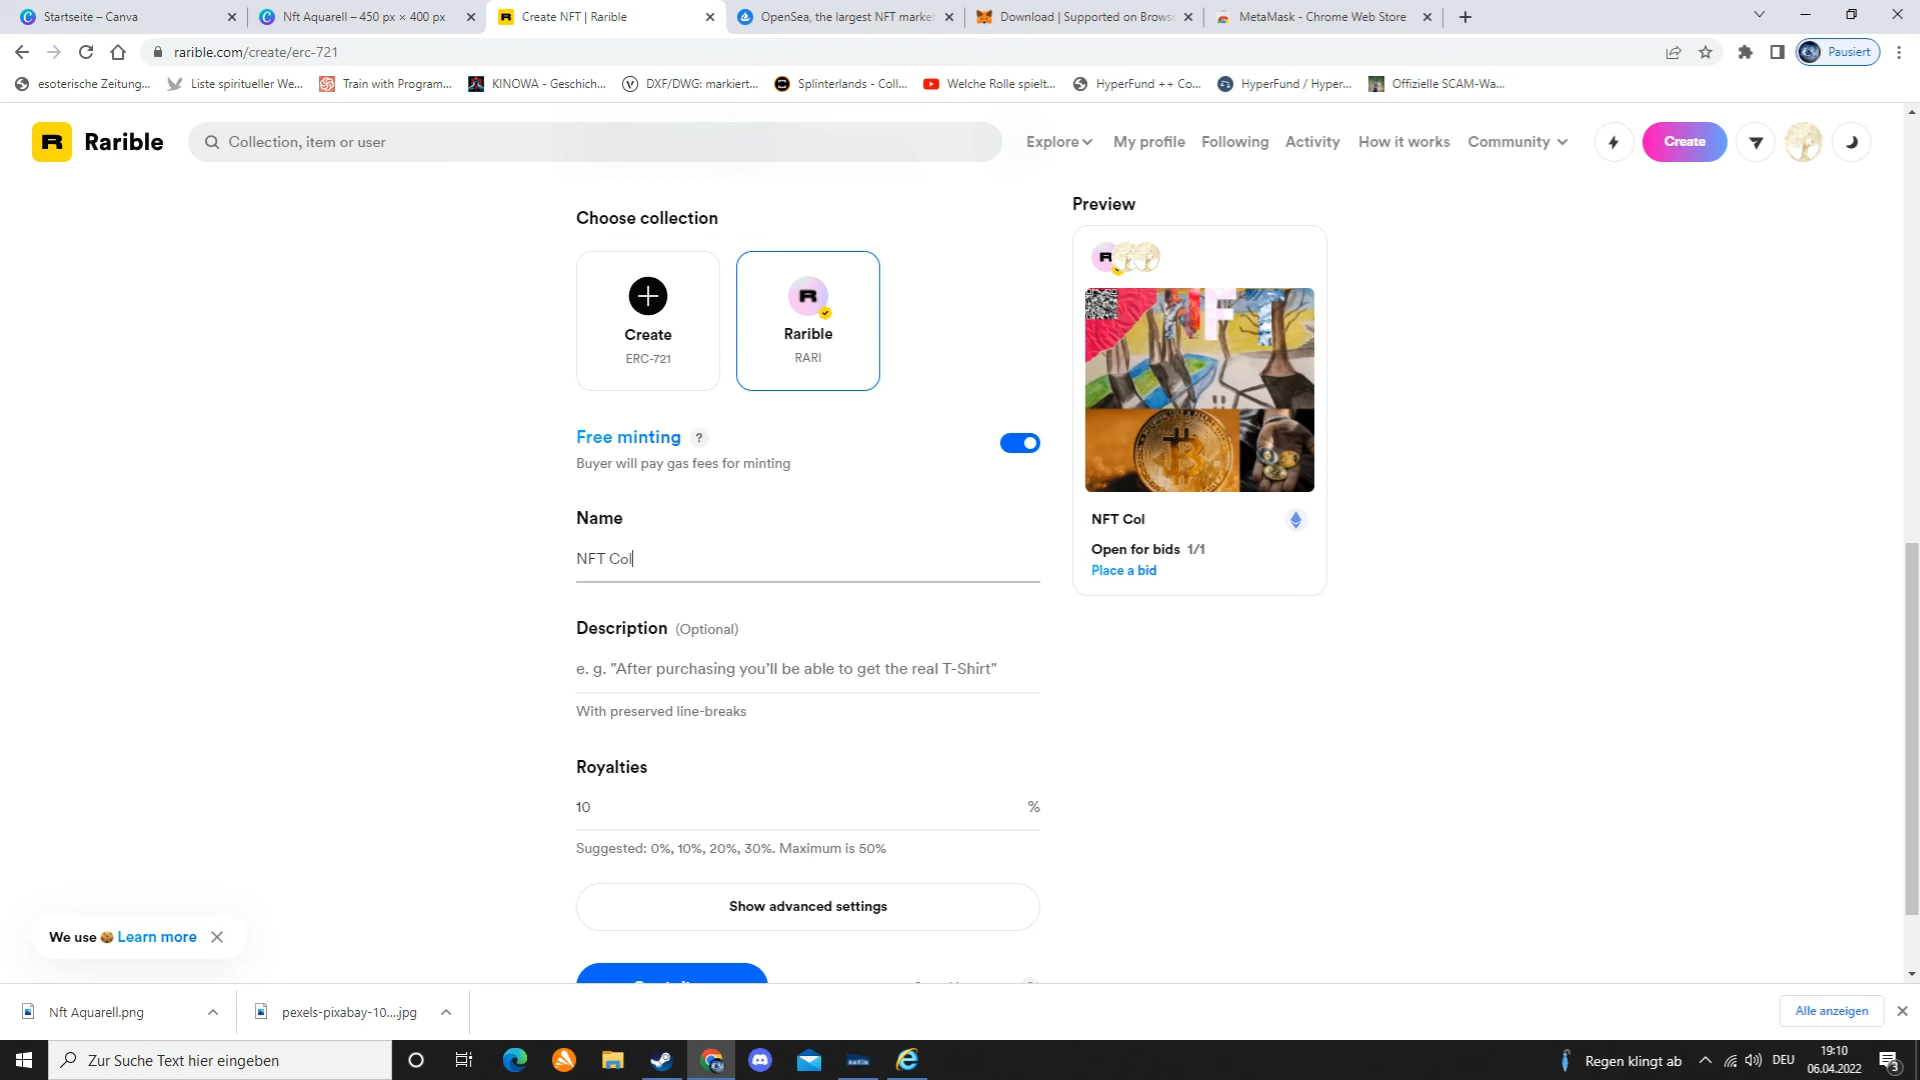 Startseite – Canva
Nft Aquarell – 450 px × 400 px
Create NFT | Rarible
OpenSea, the largest NFT market
Download | Supported on Brows
MetaMask - Chrome Web Store
rarible.com/create/erc-721
Pausiert
esoterische Zeitung...
Liste spiritueller We...
Train with Program...
KINOWA - Geschich...
DXF/DWG: markiert...
Splinterlands - Coll...
Welche Rolle spielt...
HyperFund ++ Co...
HyperFund / Hyper...
Offizielle SCAM-Wa...
R Rarible
Collection, item or user
Explore
My profile
Following
Activity
How it works
Community
Create
Choose collection
Preview
Create
ERC-721
R
Rarible
RARI
Free minting ?
Buyer will pay gas fees for minting
Name
NFT Col
NFT Col
Open for bids 1/1
Place a bid
Description (Optional)
e. g. "After purchasing you’ll be able to get the real T-Shirt"
With preserved line-breaks
Royalties
10 %
Suggested: 0%, 10%, 20%, 30%. Maximum is 50%
Show advanced settings
We use 🍪 Learn more
Nft Aquarell.png
pexels-pixabay-10....jpg
Alle anzeigen
Zur Suche Text hier eingeben
Regen klingt ab
DEU
19:10
06.04.2022
3